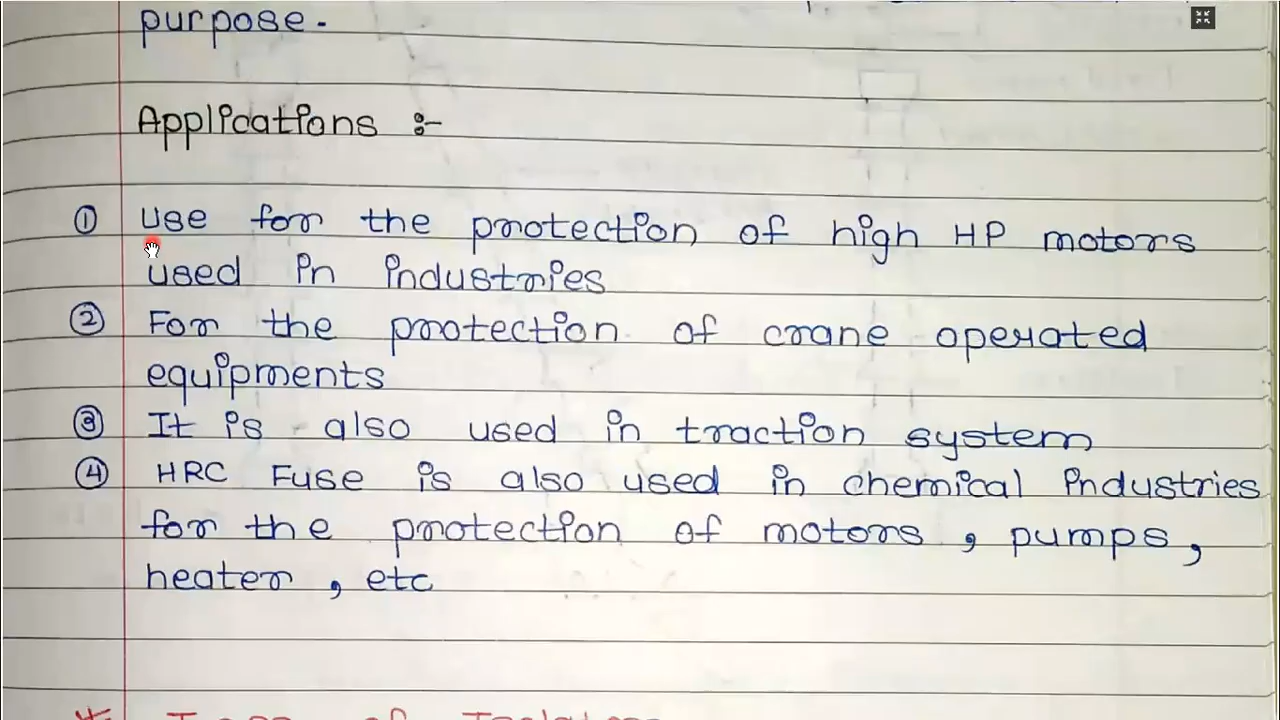 purpose.
Applications :-
① Use for the protection of high HP motors
used in industries
② For the protection of crane operated
equipments
③ It is also used in traction system
④ HRC Fuse is also used in chemical industries
for the protection of motors, pumps,
heater, etc